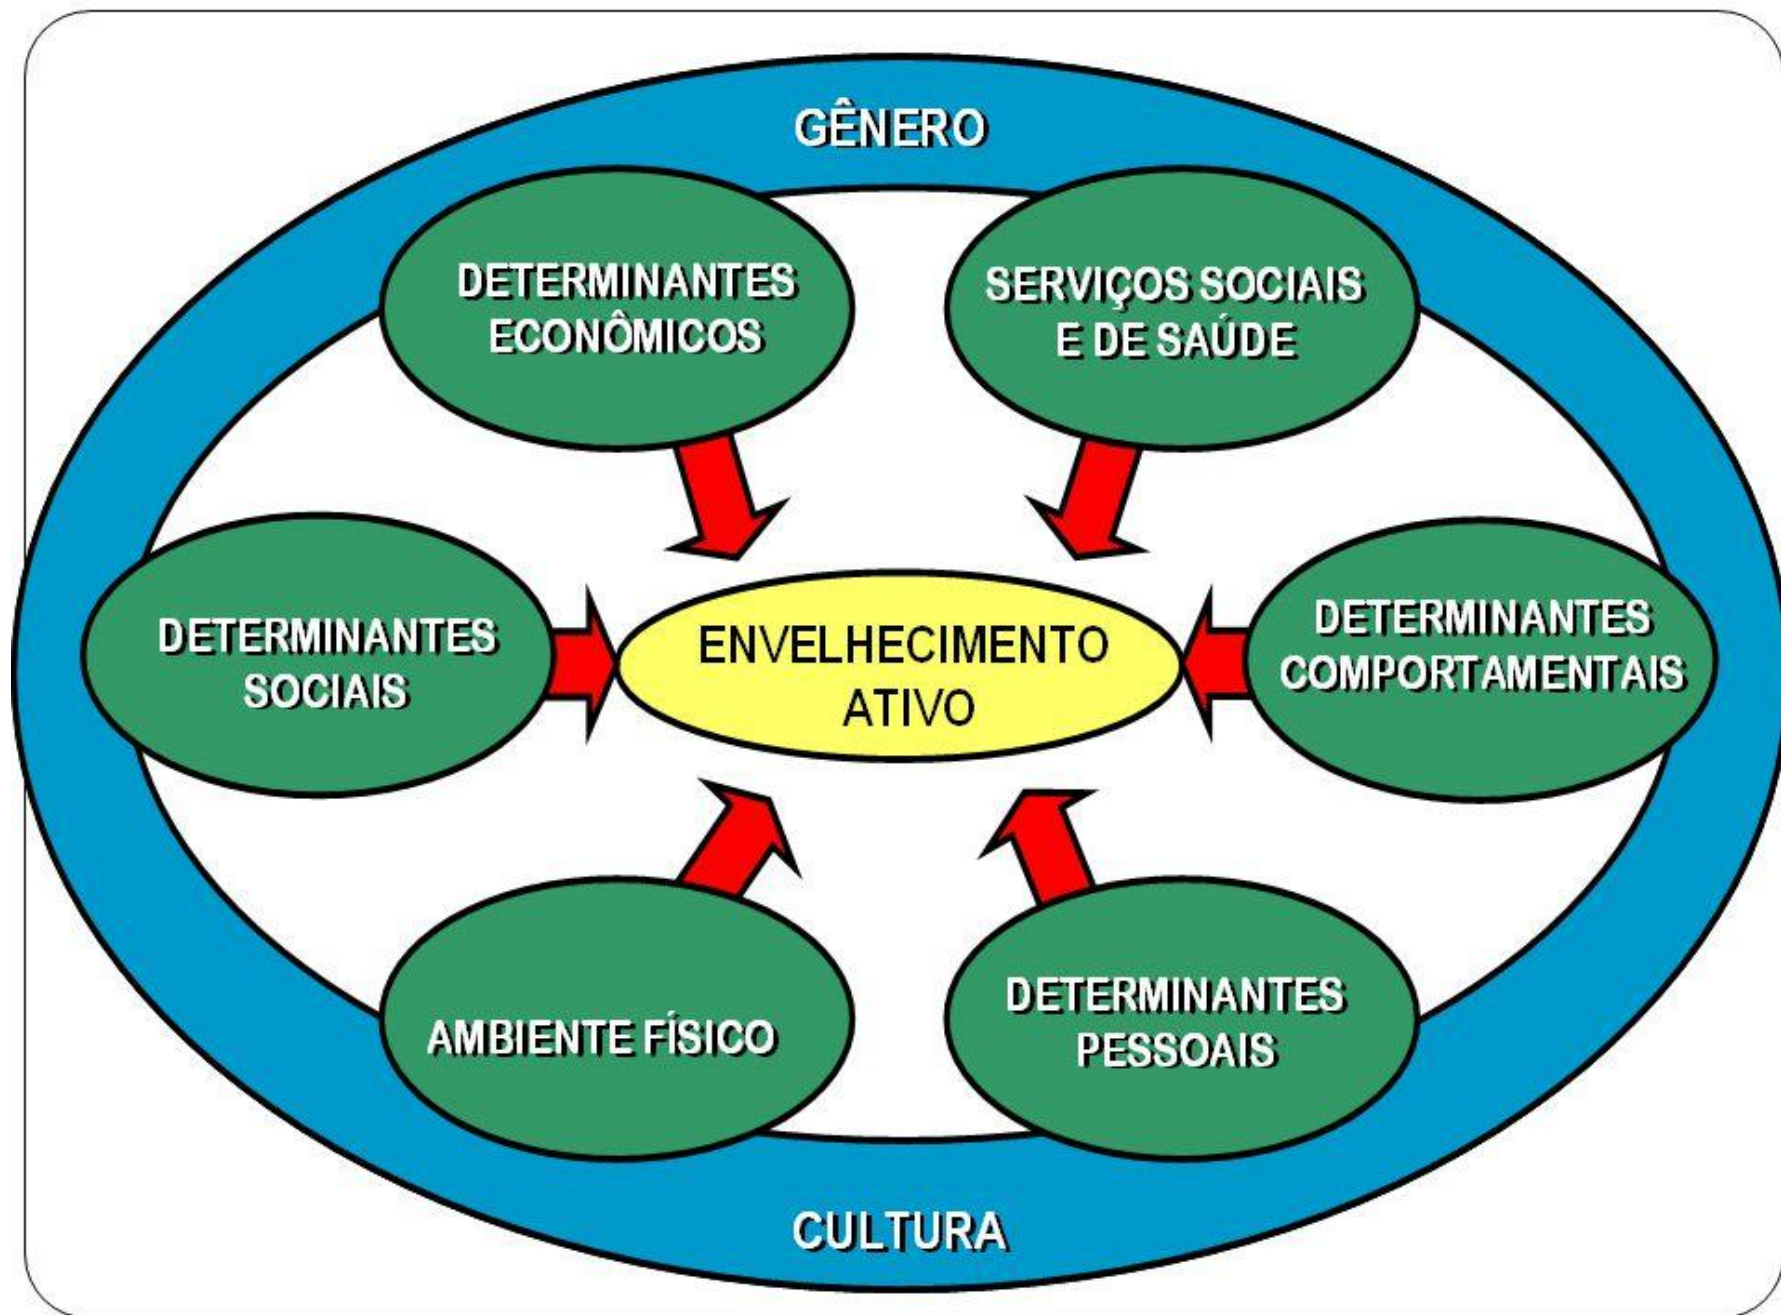 GÊNERO
DETERMINANTES
ECONÔMICOS
SERVIÇOS SOCIAIS
E DE SAÚDE
DETERMINANTES
SOCIAIS
ENVELHECIMENTO
ATIVO
DETERMINANTES
COMPORTAMENTAIS
AMBIENTE FÍSICO
DETERMINANTES
PESSOAIS
CULTURA